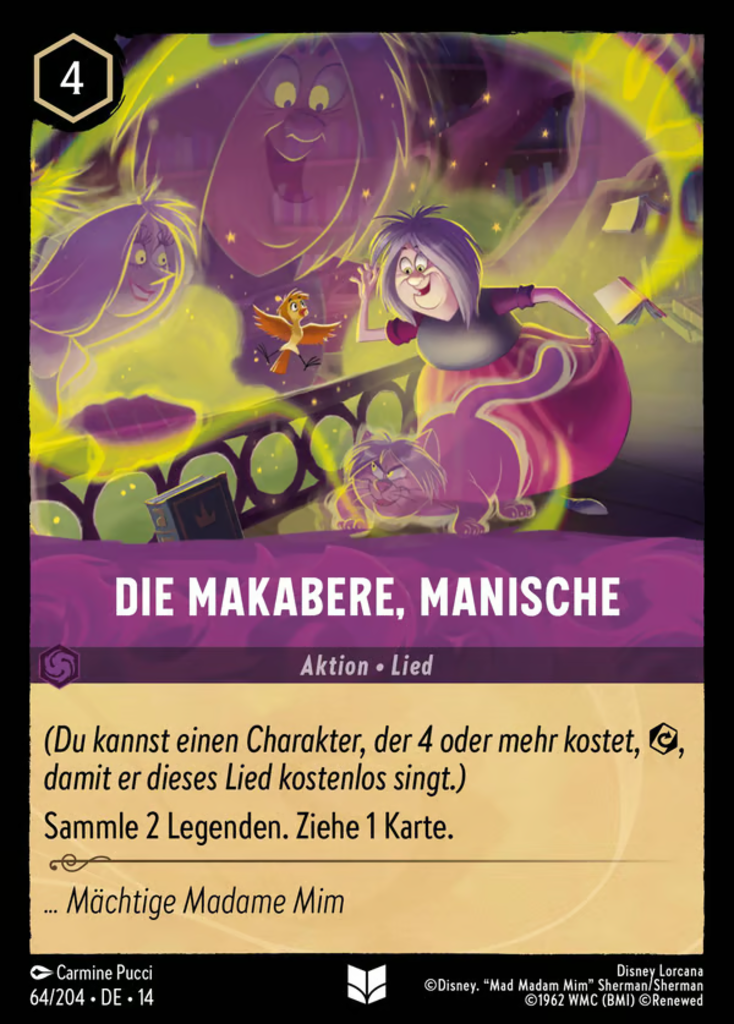 4
DIE MAKABERE, MANISCHE
Aktion • Lied
(Du kannst einen Charakter, der 4 oder mehr kostet, ,
damit er dieses Lied kostenlos singt.)
Sammle 2 Legenden. Ziehe 1 Karte.
... Mächtige Madame Mim
Carmine Pucci
64/204 • DE • 14
Disney Lorcana
©Disney. “Mad Madam Mim” Sherman/Sherman
©1962 WMC (BMI) ©Renewed